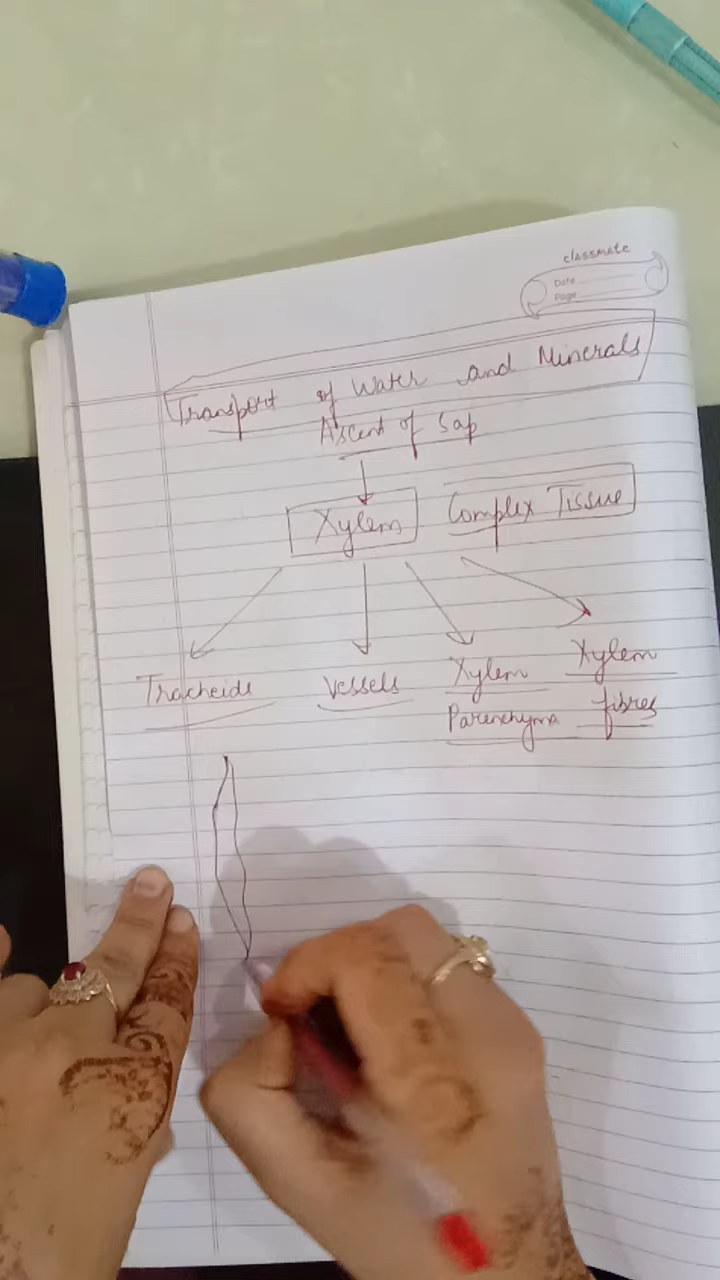 classmate
Date
Page
Transport of Water and Minerals
Ascent of Sap
Xylem Complex Tissue
Tracheids Vessels Xylem Parenchyma Xylem fibres